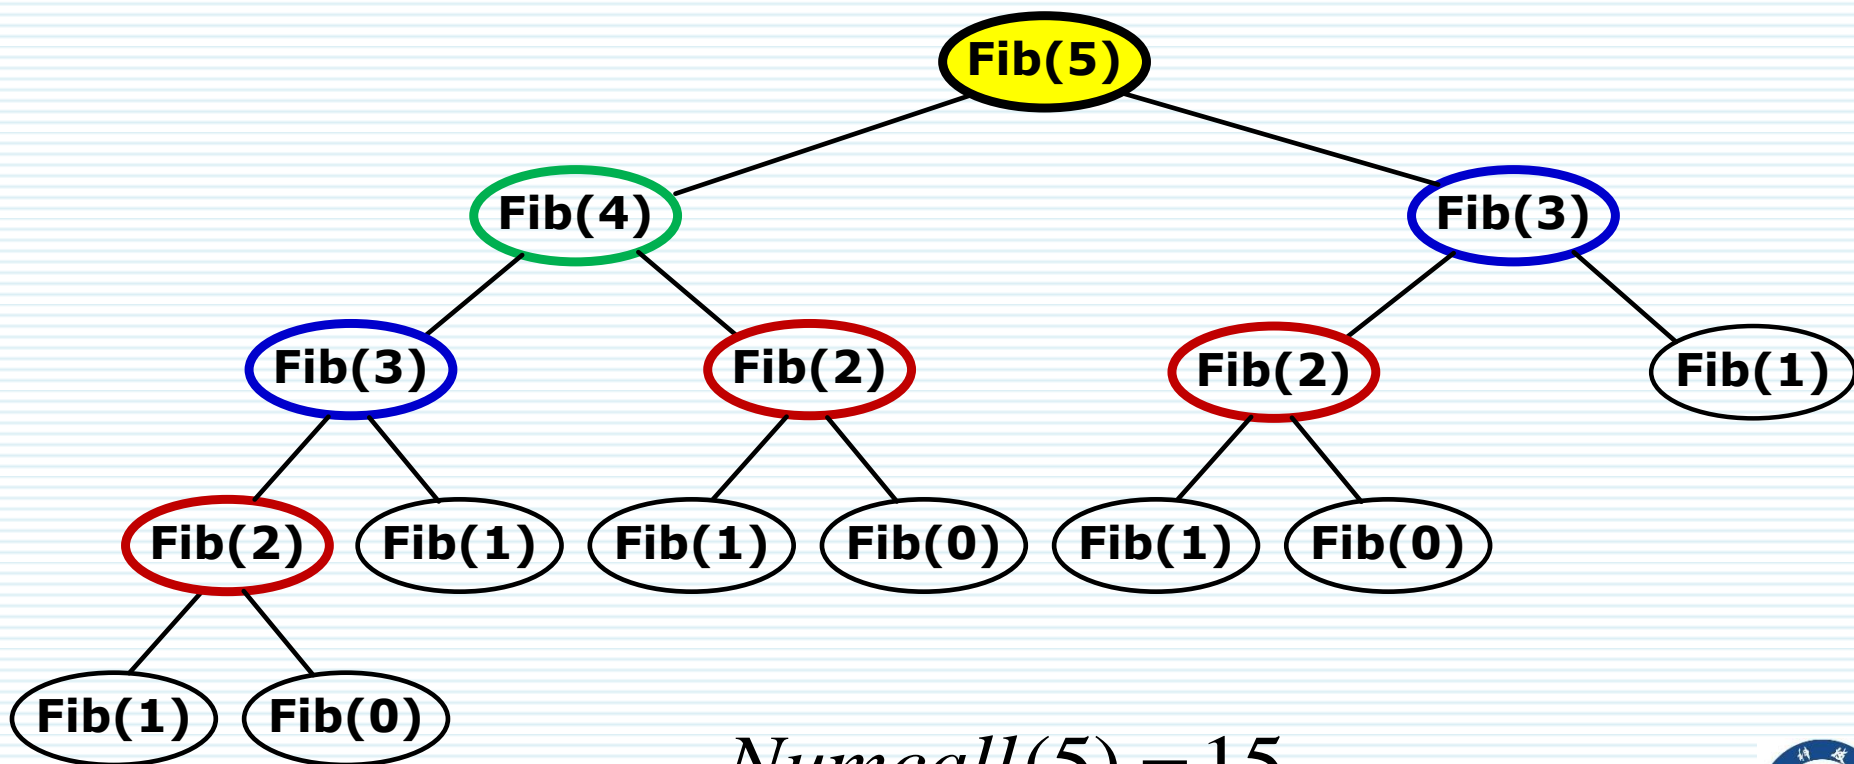 Fib(5)
Fib(4) Fib(3)
Fib(3) Fib(2) Fib(2) Fib(1)
Fib(2) Fib(1) Fib(1) Fib(0) Fib(1) Fib(0)
Fib(1) Fib(0)
Numcall(5) = 15